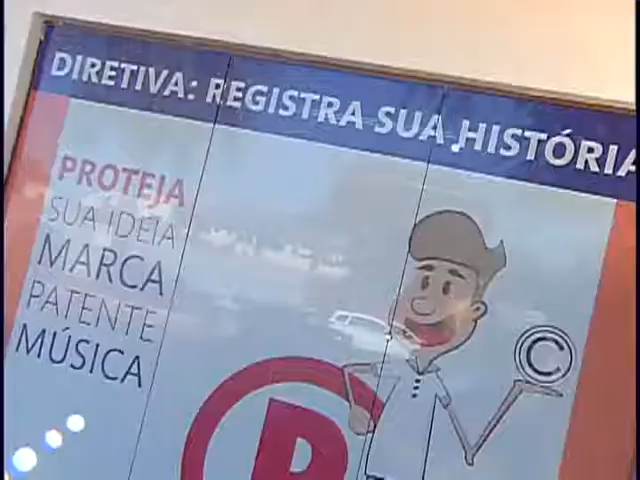 DIRETIVA: REGISTRA SUA HISTÓRIA
PROTEJA
SUA IDEIA
MARCA
PATENTE
MÚSICA
©
R